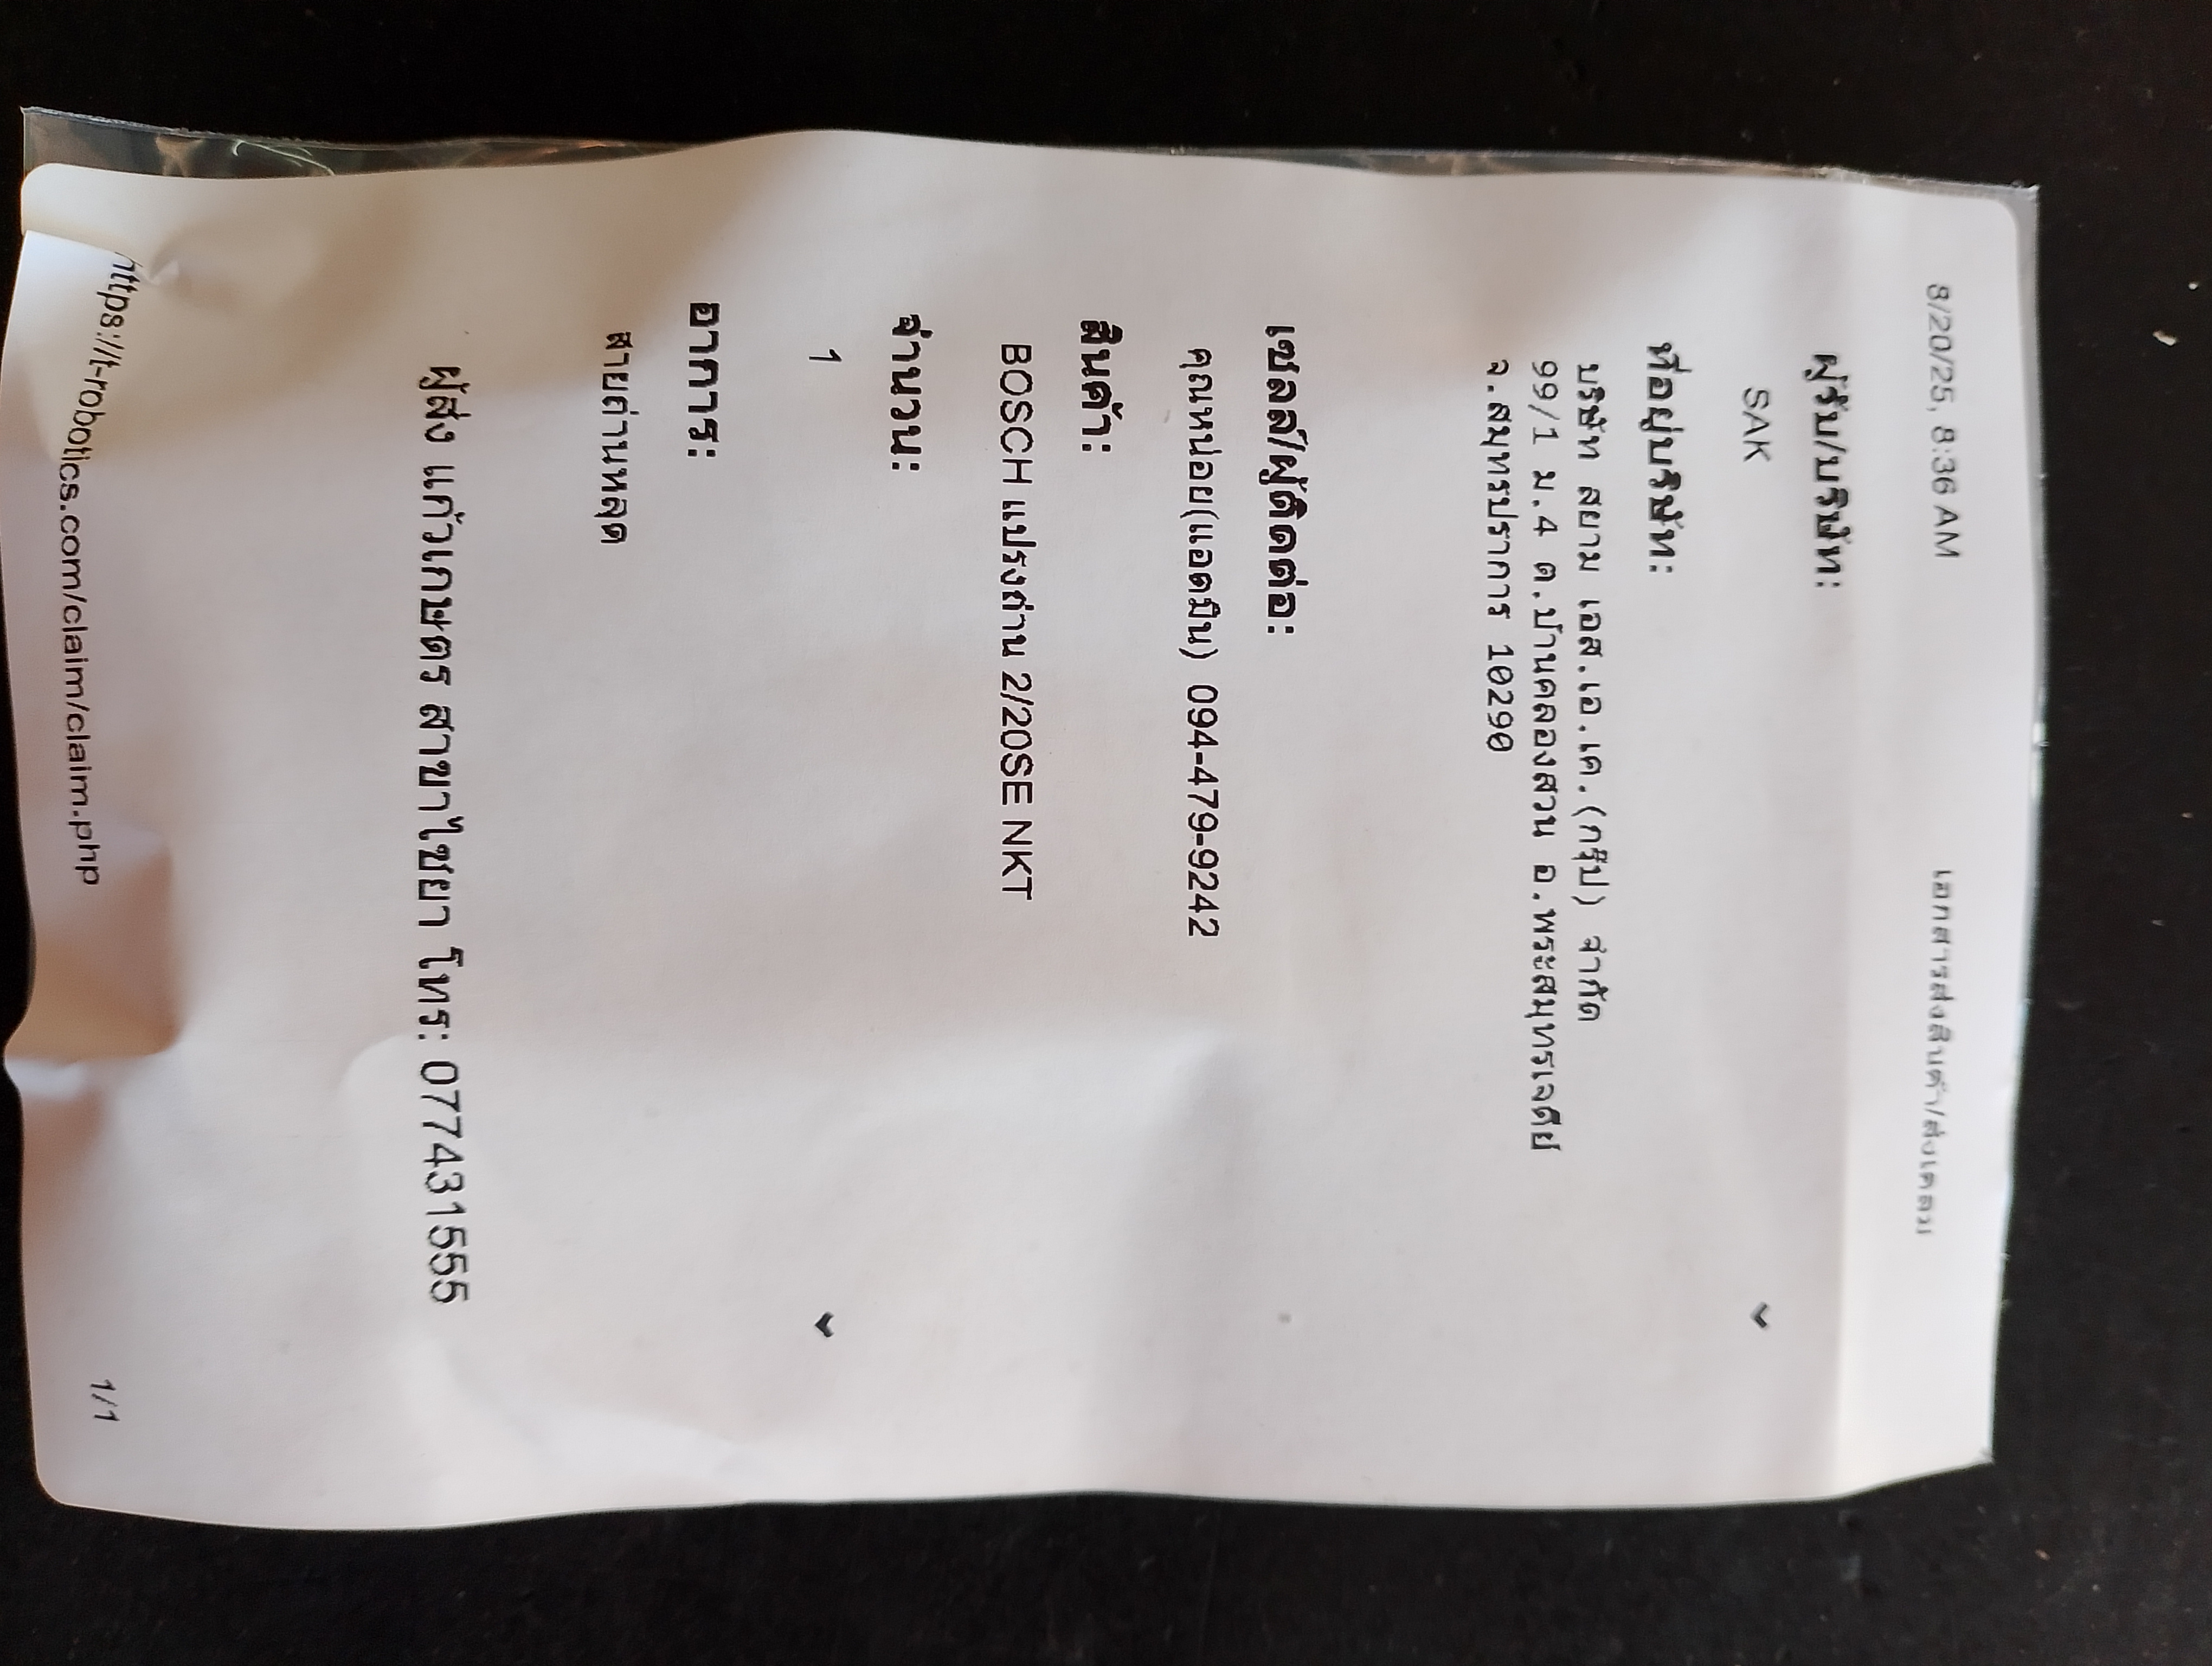 8/20/25, 8:36 AM เอกสารส่งสินค้า/ส่งเคลม
ผู้รับ/บริษัท:
SAK
ที่อยู่บริษัท:
บริษัท สยาม เอส.เอ.เค.(กรุ๊ป) จำกัด
99/1 ม.4 ต.บ้านคลองสวน อ.พระสมุทรเจดีย์
จ.สมุทรปราการ 10290
เซลล์/ผู้ติดต่อ:
คุณหน่อย(แอดมิน) 094-479-9242
สินค้า:
BOSCH แปรงถ่าน 2/20SE NKT
จำนวน:
1
อาการ:
สายถ่านหลุด
ผู้ส่ง แก้วเกษตร สาขาไชยา โทร: 077431555
https://t-robotics.com/claim/claim.php 1/1